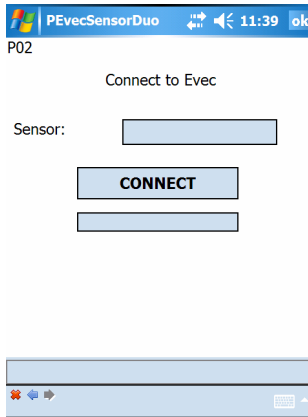 PEvecSensorDuo 11:39 ok
P02
Connect to Evec
Sensor:
CONNECT